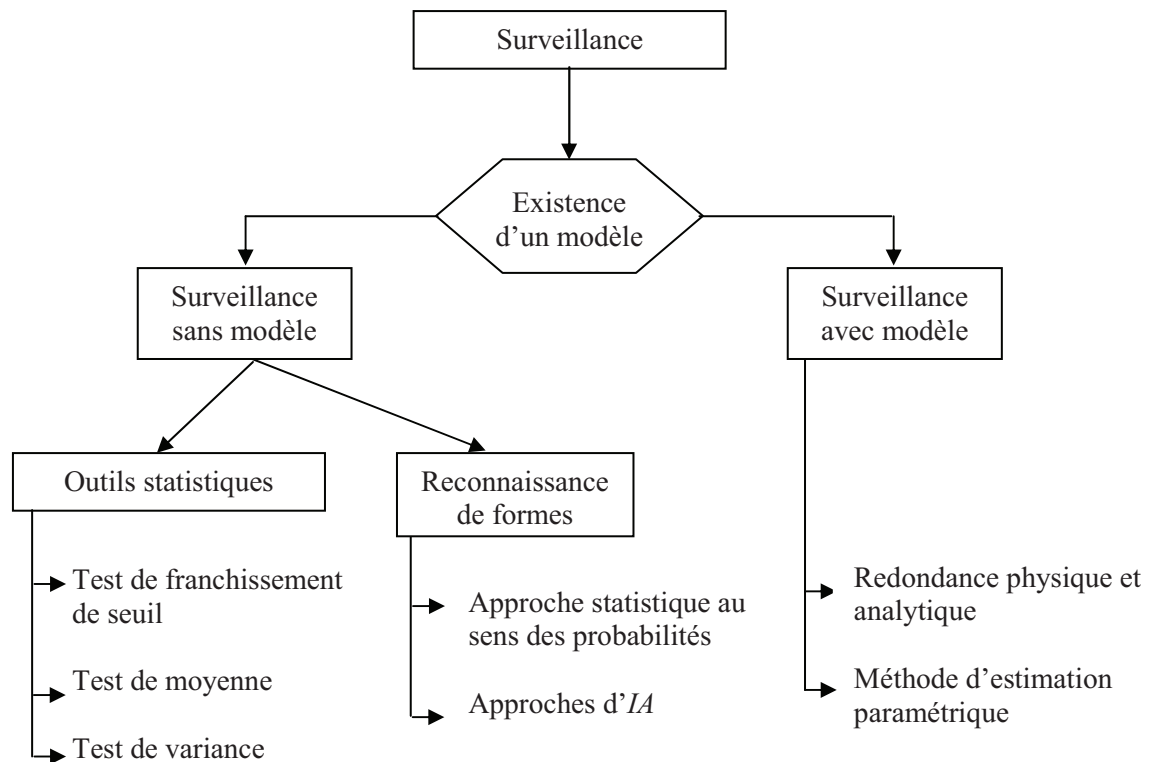 Surveillance
Existence
d’un modèle
Surveillance
sans modèle
Surveillance
avec modèle
Outils statistiques
Reconnaissance
de formes
Test de franchissement
de seuil
Test de moyenne
Test de variance
Approche statistique au
sens des probabilités
Approches d’IA
Redondance physique et
analytique
Méthode d’estimation
paramétrique